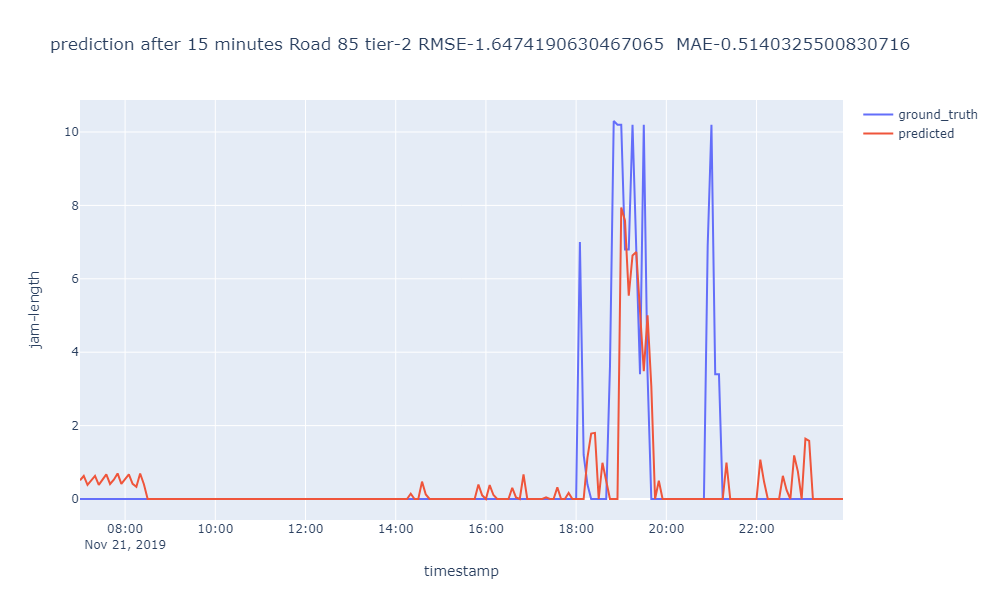 prediction after 15 minutes Road 85 tier-2 RMSE-1.6474190630467065  MAE-0.5140325500830716
ground_truth
predicted
jam-length
10
8
6
4
2
0
08:00 10:00 12:00 14:00 16:00 18:00 20:00 22:00
Nov 21, 2019
timestamp